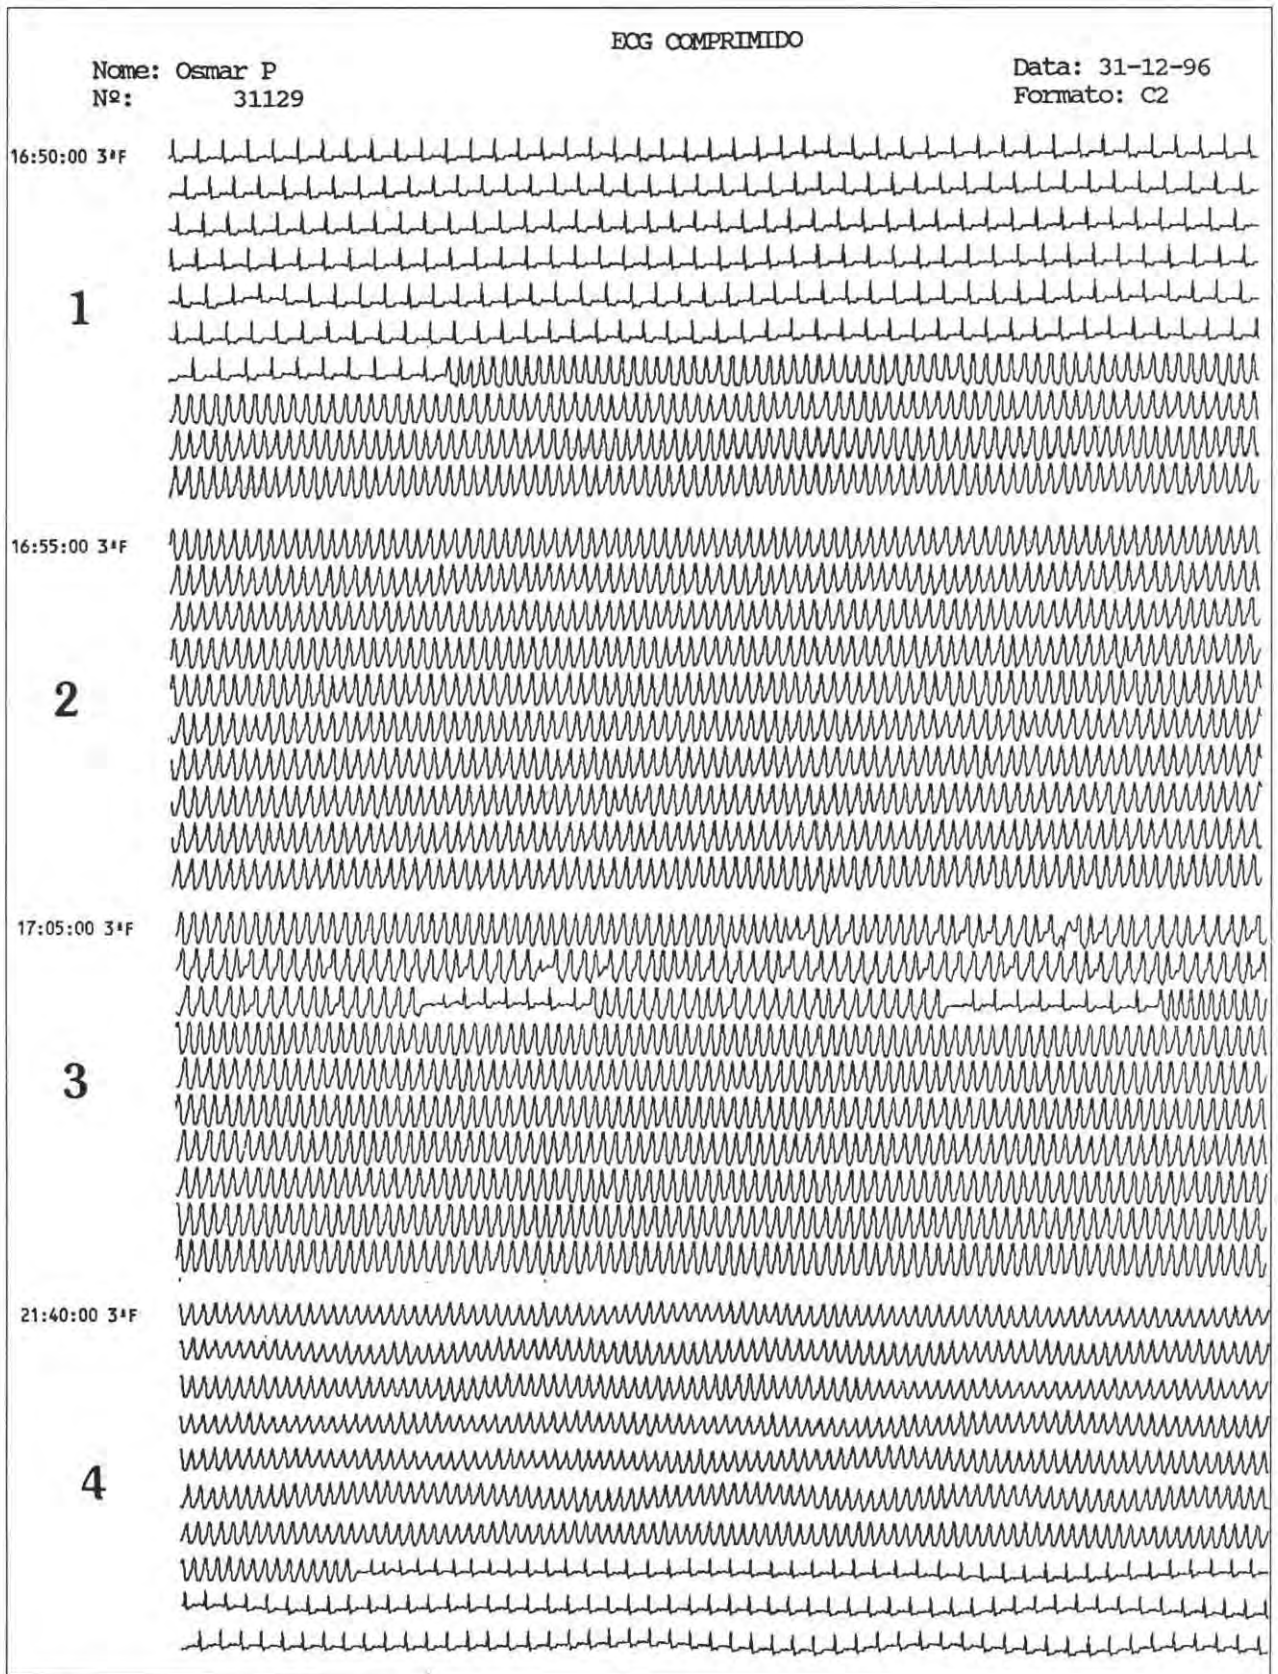 ECG COMPRIMIDO
Nome: Osmar P
Data: 31-12-96
Nº: 31129
Formato: C2
16:50:00 3ªF
1
16:55:00 3ªF
2
17:05:00 3ªF
3
21:40:00 3ªF
4